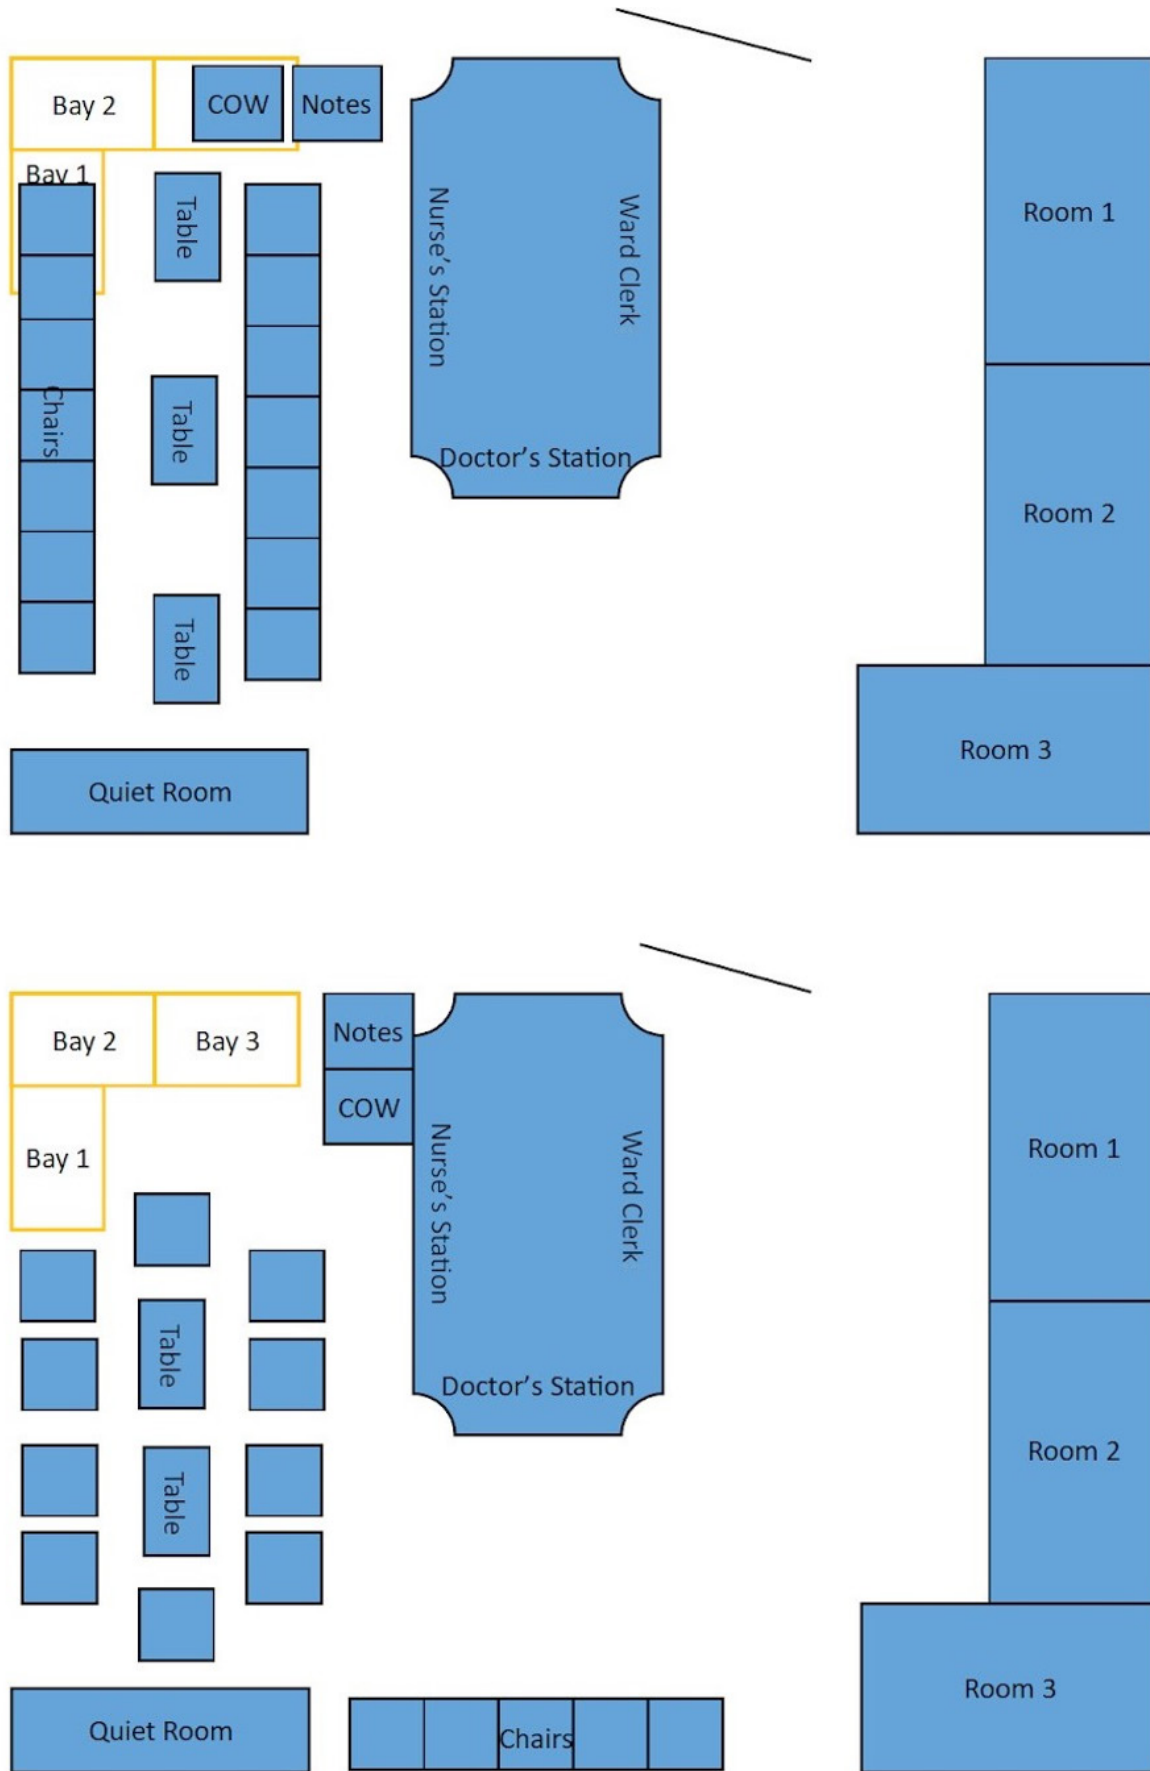 Bay 2
COW
Notes
Bay 1
Table
Nurse's Station
Ward Clerk
Room 1
Chairs
Table
Doctor's Station
Room 2
Table
Room 3
Quiet Room
Bay 2
Bay 3
Notes
COW
Bay 1
Nurse's Station
Ward Clerk
Room 1
Table
Doctor's Station
Room 2
Table
Room 3
Quiet Room
Chairs